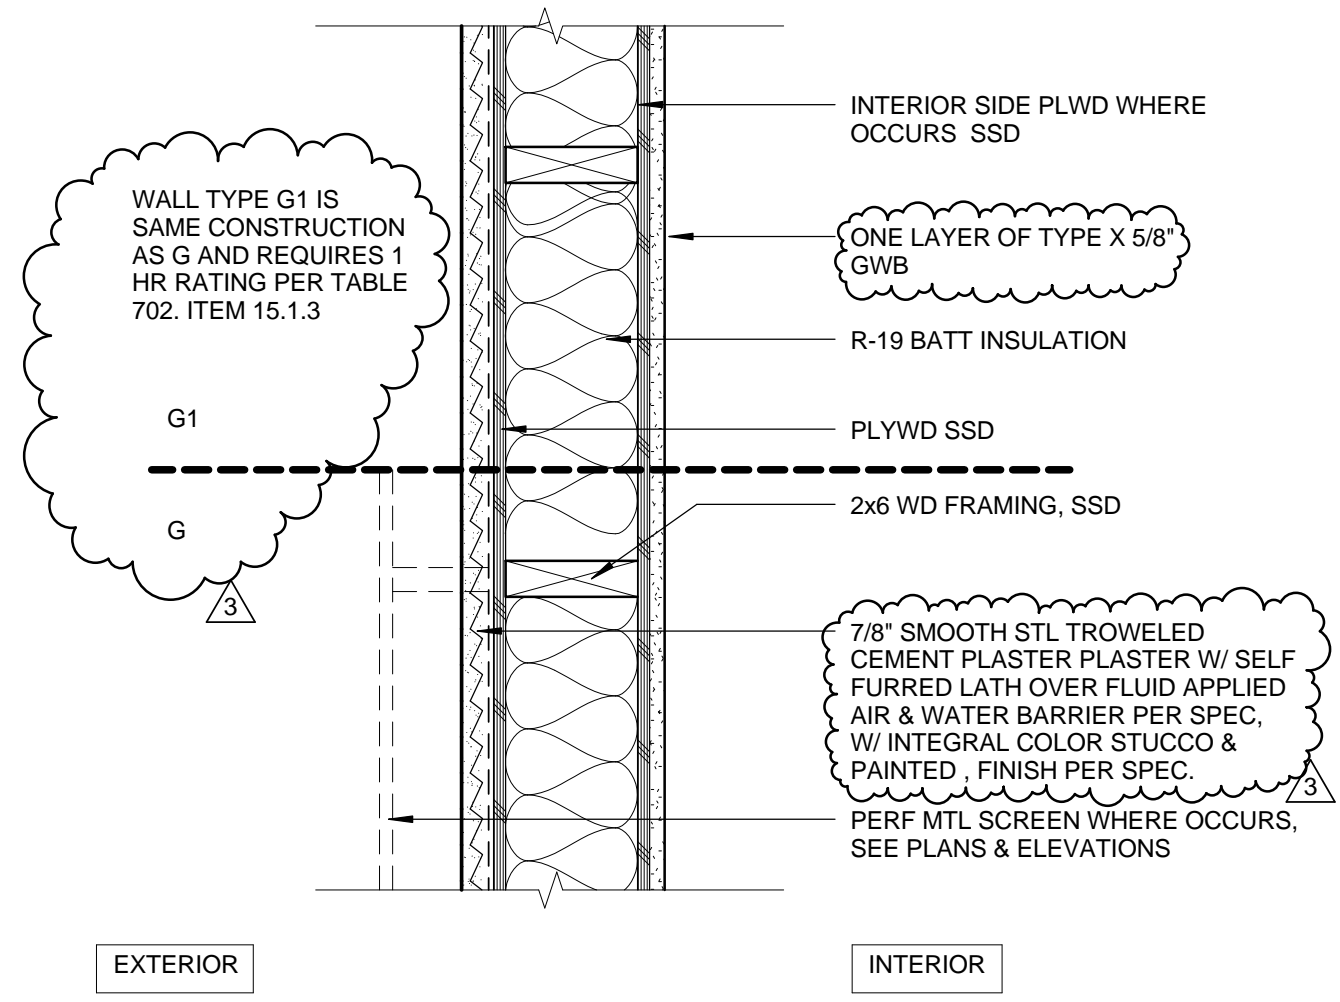 WALL TYPE G1 IS
SAME CONSTRUCTION
AS G AND REQUIRES 1
HR RATING PER TABLE
702. ITEM 15.1.3
G1
G
3
INTERIOR SIDE PLWD WHERE
OCCURS SSD
ONE LAYER OF TYPE X 5/8"
GWB
R-19 BATT INSULATION
PLYWD SSD
2x6 WD FRAMING, SSD
7/8" SMOOTH STL TROWELED
CEMENT PLASTER PLASTER W/ SELF
FURRED LATH OVER FLUID APPLIED
AIR & WATER BARRIER PER SPEC,
W/ INTEGRAL COLOR STUCCO &
PAINTED , FINISH PER SPEC.
3
PERF MTL SCREEN WHERE OCCURS,
SEE PLANS & ELEVATIONS
EXTERIOR
INTERIOR